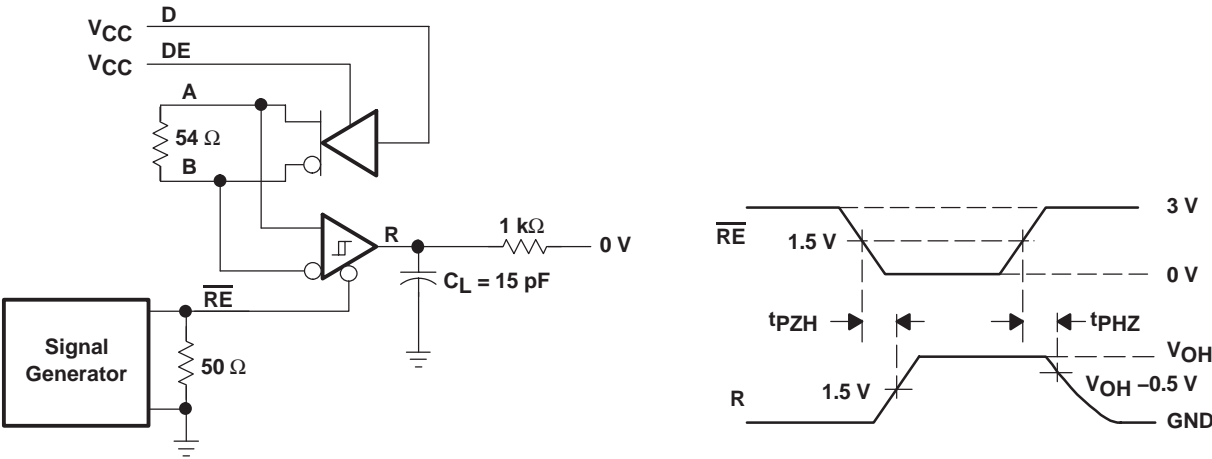 VCC D
VCC DE
A
54 Ω
B
R
1 kΩ
0 V
CL = 15 pF
RE
Signal
Generator
50 Ω
RE
3 V
1.5 V
0 V
tPZH
tPHZ
VOH
VOH –0.5 V
1.5 V
R
GND